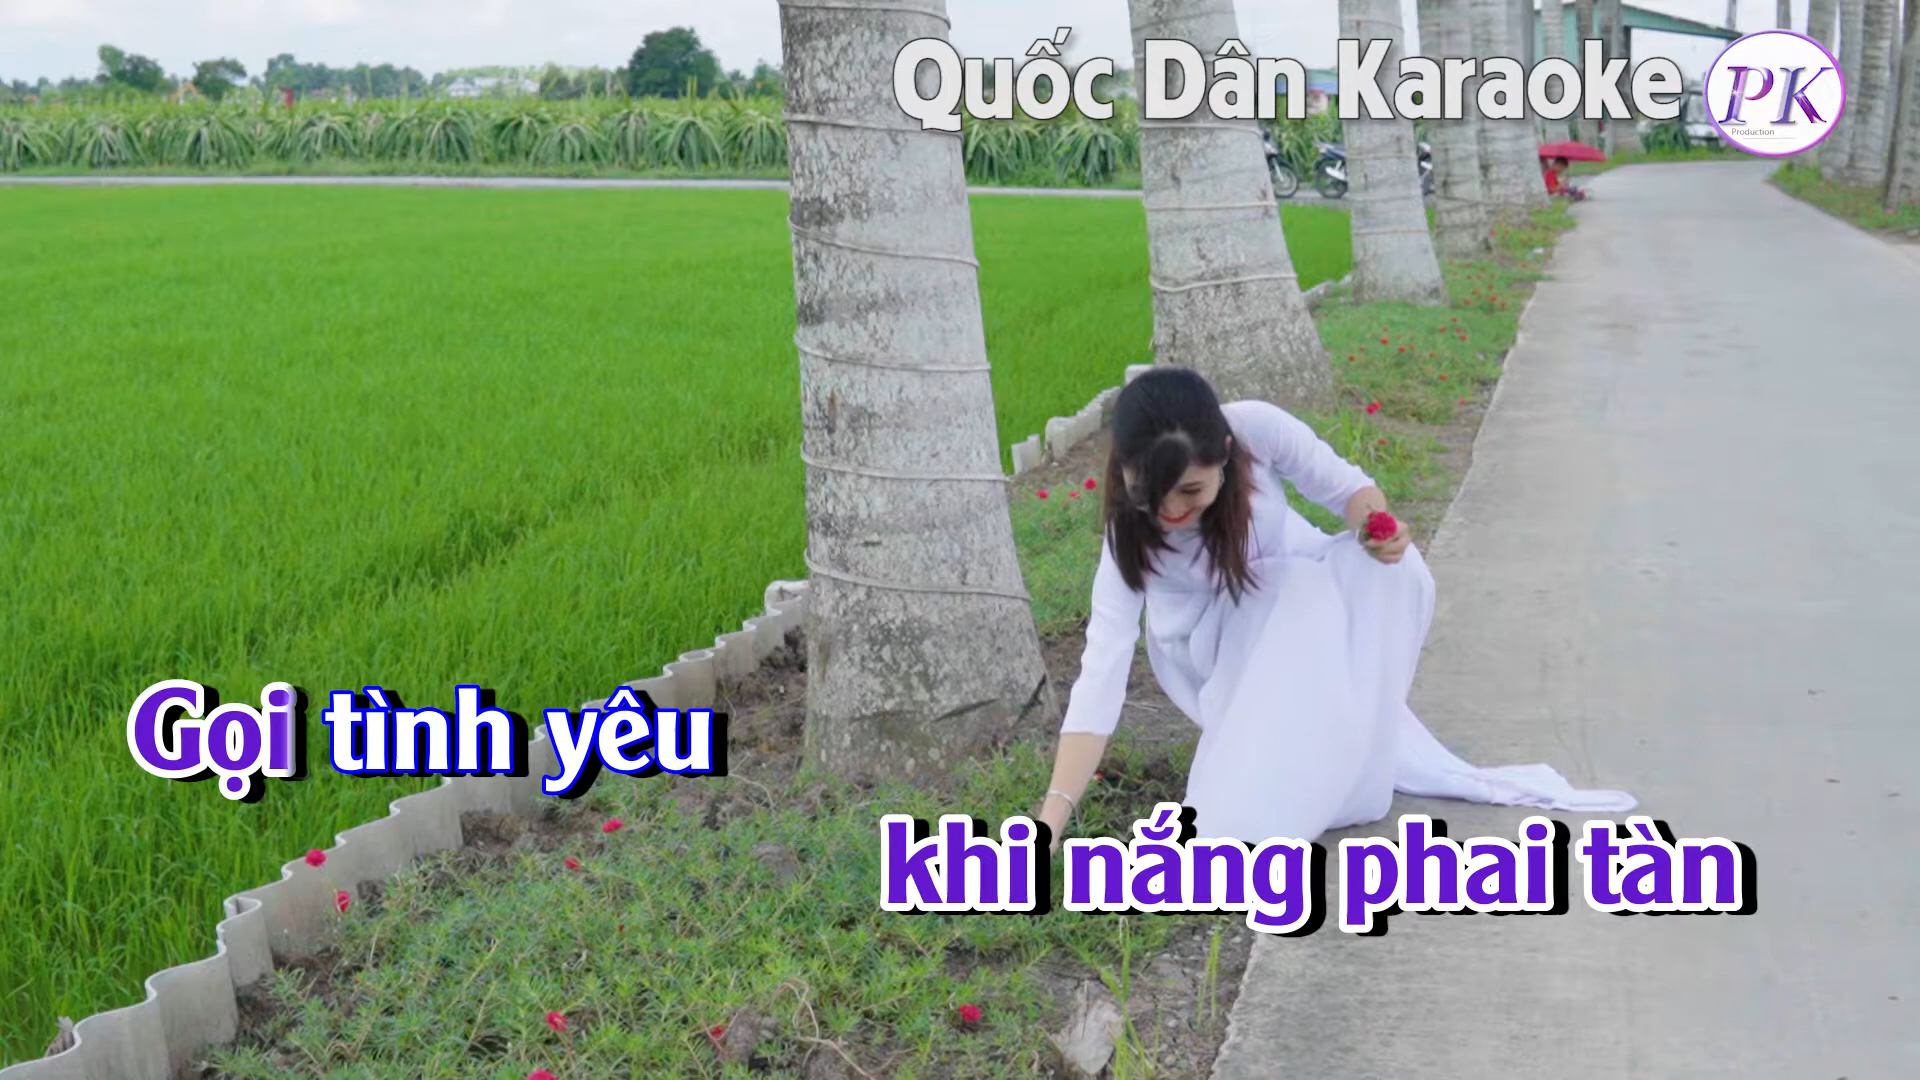 Quốc Dân Karaoke
PK
Production
Gọi tình yêu
khi nắng phai tàn